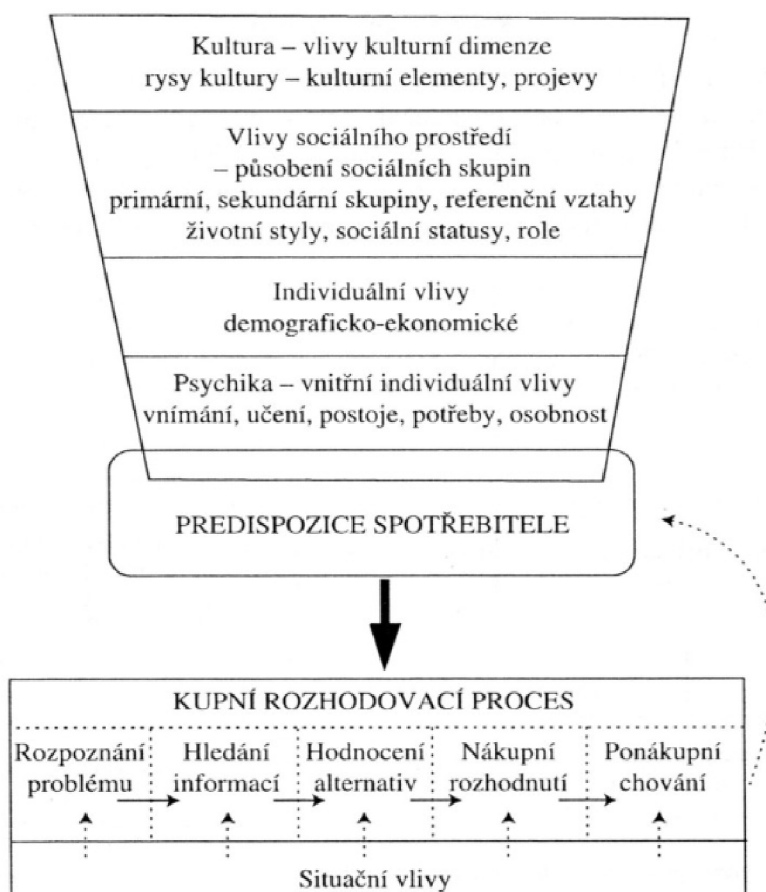 Kultura – vlivy kulturní dimenze
rysy kultury – kulturní elementy, projevy
Vlivy sociálního prostředí
– působení sociálních skupin
primární, sekundární skupiny, referenční vztahy
životní styly, sociální statusy, role
Individuální vlivy
demograficko-ekonomické
Psychika – vnitřní individuální vlivy
vnímání, učení, postoje, potřeby, osobnost
PREDISPOZICE SPOTŘEBITELE
KUPNÍ ROZHODOVACÍ PROCES
Rozpoznání
problému
Hledání
informací
Hodnocení
alternativ
Nákupní
rozhodnutí
Ponákupní
chování
Situační vlivy